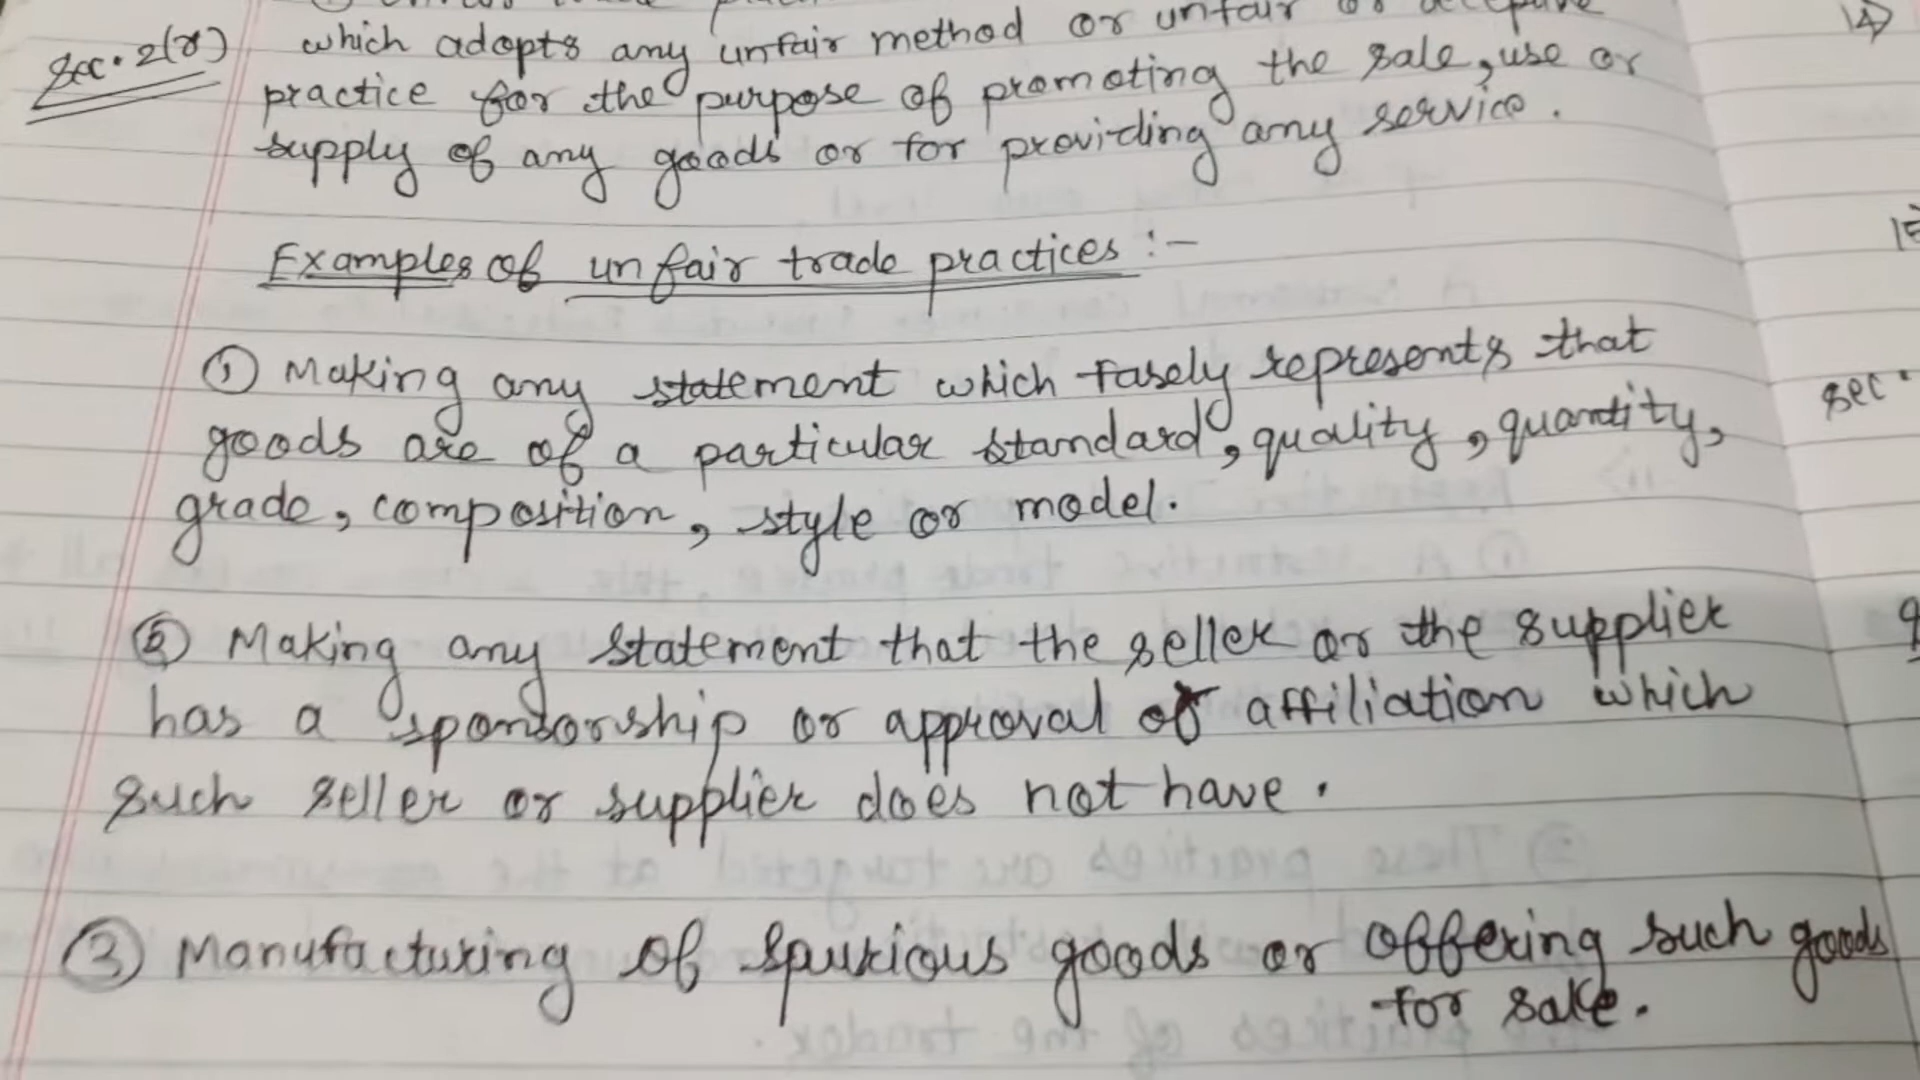 Sec. 2(r)
which adopts any unfair method or unfair or
practice for the purpose of promoting the sale, use or
supply of any goods or for providing any service.
Examples of unfair trade practices :-
① Making any statement which fasely represents that
goods are of a particular standard, quality, quantity,
grade, composition, style or model.
② Making any statement that the seller or the supplier
has a sponsorship or approval or affiliation which
such seller or supplier does not have.
③ Manufacturing of spurious goods or offering such goods
for sale.
sec.